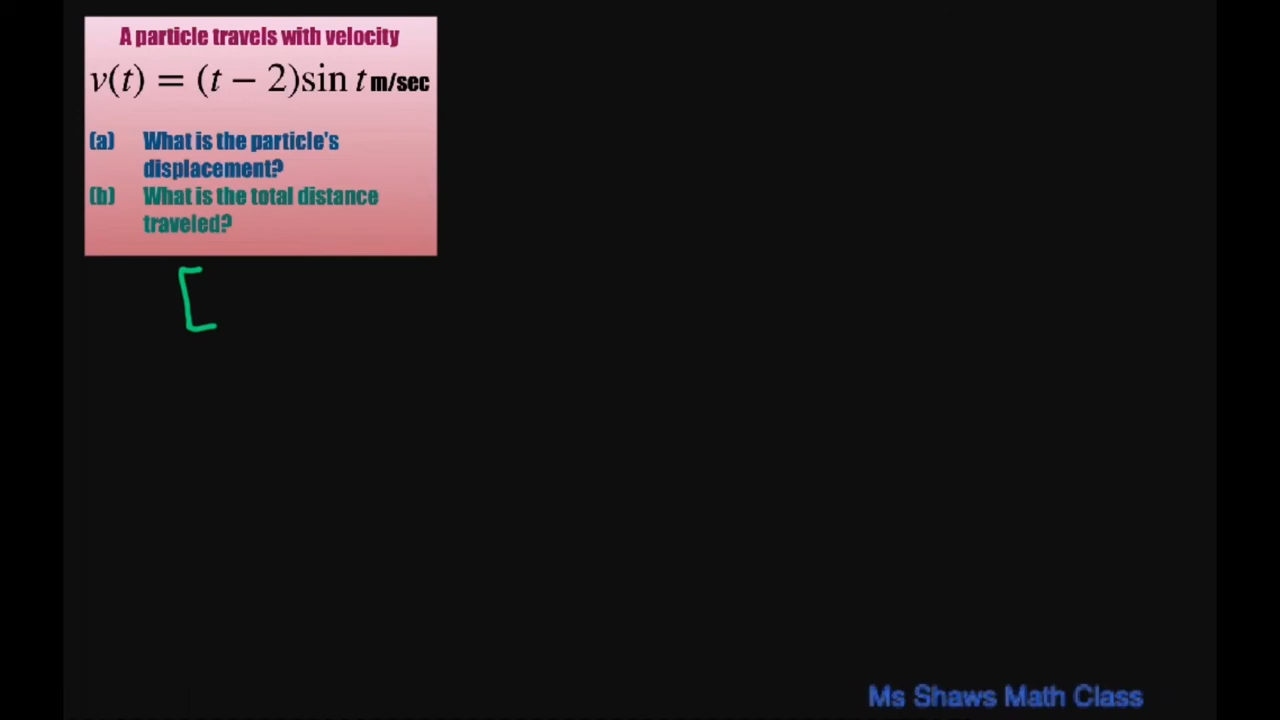 A particle travels with velocity
v(t) = (t − 2)sin t m/sec
(a) What is the particle's
displacement?
(b) What is the total distance
traveled?
[
Ms Shaws Math Class